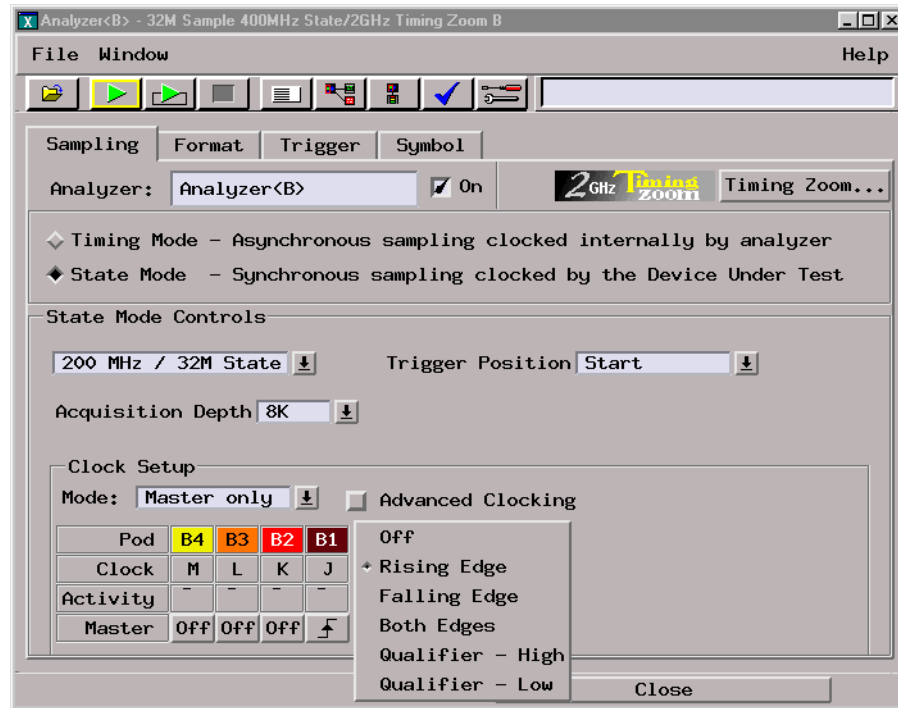 X Analyzer<B> - 32M Sample 400MHz State/2GHz Timing Zoom B
File Window Help
Sampling Format Trigger Symbol
Analyzer: Analyzer<B> On 2 GHz Timing zoom Timing Zoom...
Timing Mode - Asynchronous sampling clocked internally by analyzer
State Mode - Synchronous sampling clocked by the Device Under Test
State Mode Controls
200 MHz / 32M State Trigger Position Start
Acquisition Depth 8K
Clock Setup
Mode: Master only Advanced Clocking
Pod B4 B3 B2 B1
Clock M L K J
Activity - - - -
Master Off Off Off
Off
Rising Edge
Falling Edge
Both Edges
Qualifier - High
Qualifier - Low
Close